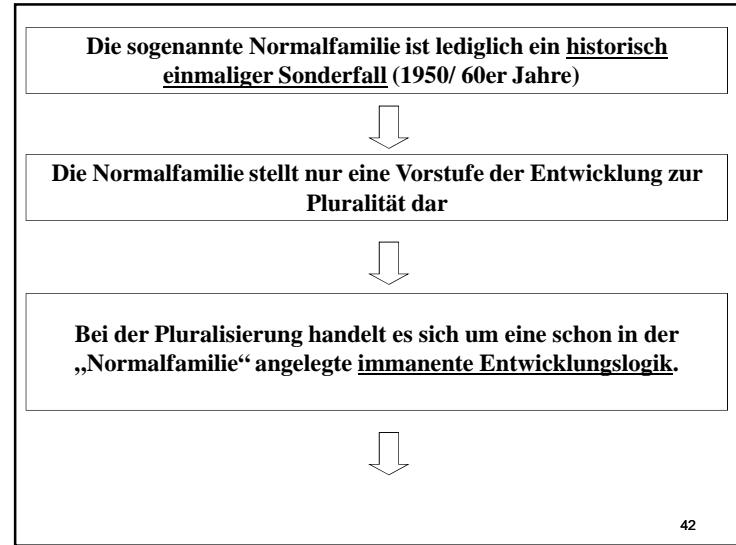 Die sogenannte Normalfamilie ist lediglich ein historisch
einmaliger Sonderfall (1950/ 60er Jahre)
Die Normalfamilie stellt nur eine Vorstufe der Entwicklung zur
Pluralität dar
Bei der Pluralisierung handelt es sich um eine schon in der
„Normalfamilie“ angelegte immanente Entwicklungslogik.
42